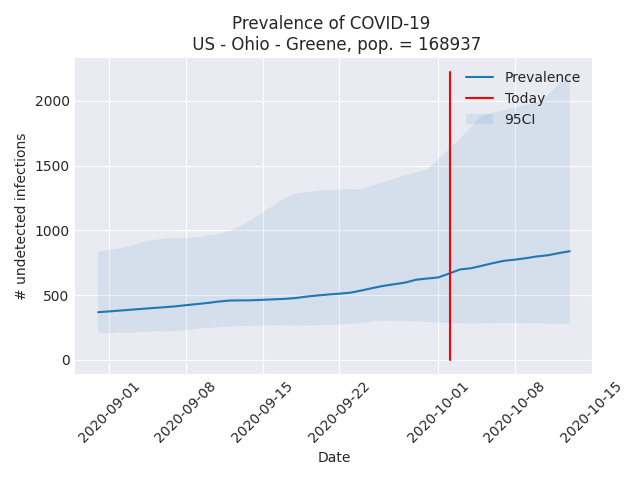 Prevalence of COVID-19
US - Ohio - Greene, pop. = 168937
Prevalence
Today
95CI
# undetected infections
2000
1500
1000
500
0
2020-09-01
2020-09-08
2020-09-15
2020-09-22
2020-10-01
2020-10-08
2020-10-15
Date